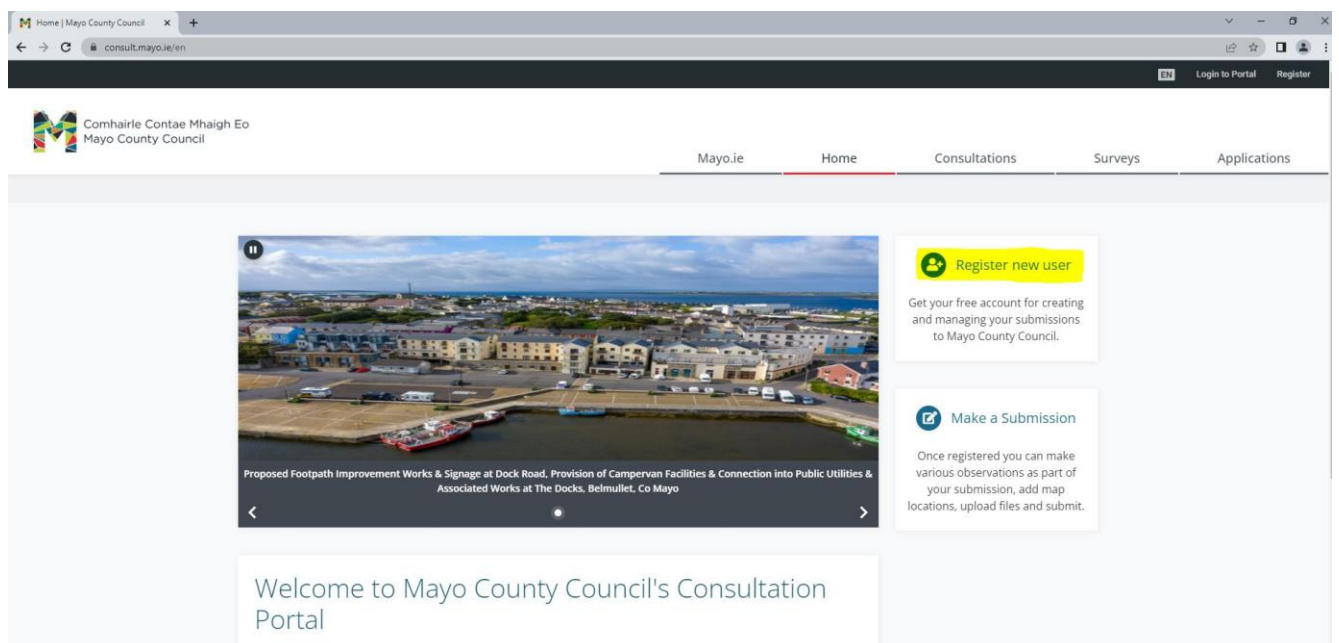 Home | Mayo County Council
consult.mayo.ie/en
EN Login to Portal Register
Comhairle Contae Mhaigh Eo
Mayo County Council
Mayo.ie Home Consultations Surveys Applications
Register new user
Get your free account for creating
and managing your submissions
to Mayo County Council.
Make a Submission
Once registered you can make
various observations as part of
your submission, add map
locations, upload files and submit.
Proposed Footpath Improvement Works & Signage at Dock Road, Provision of Campervan Facilities & Connection into Public Utilities &
Associated Works at The Docks, Belmullet, Co Mayo
Welcome to Mayo County Council's Consultation
Portal